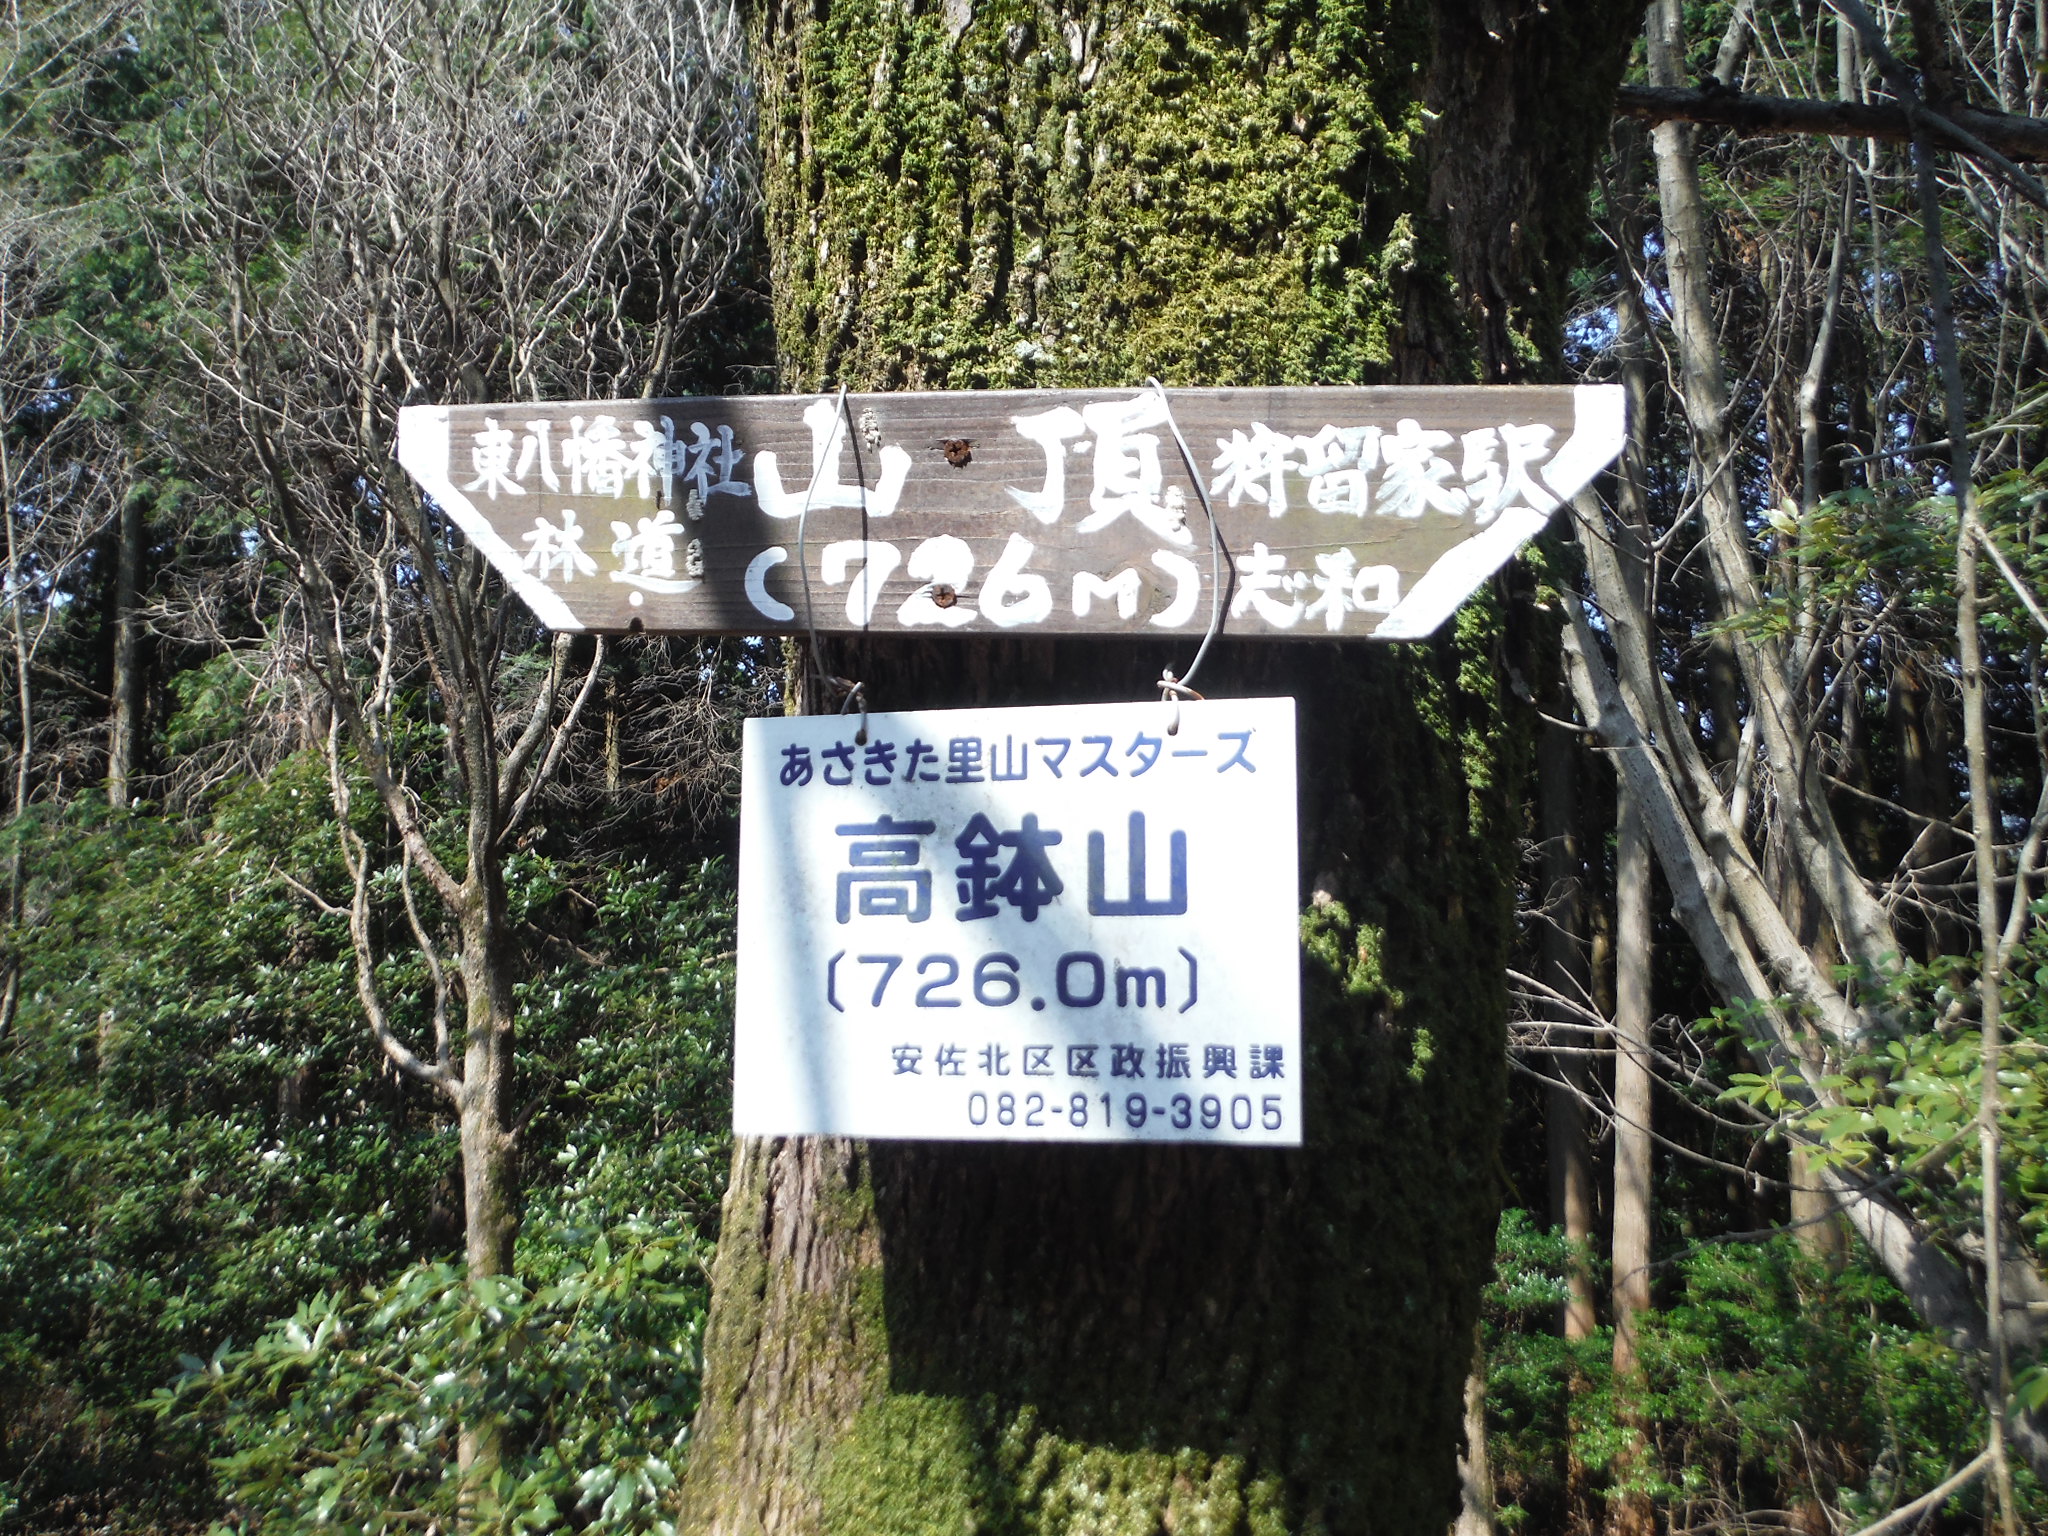 東八幡神社 山頂 狩留家駅
林道 (726m) 志和
あさきた里山マスターズ
高鉢山
(726.0m)
安佐北区区政振興課
082-819-3905